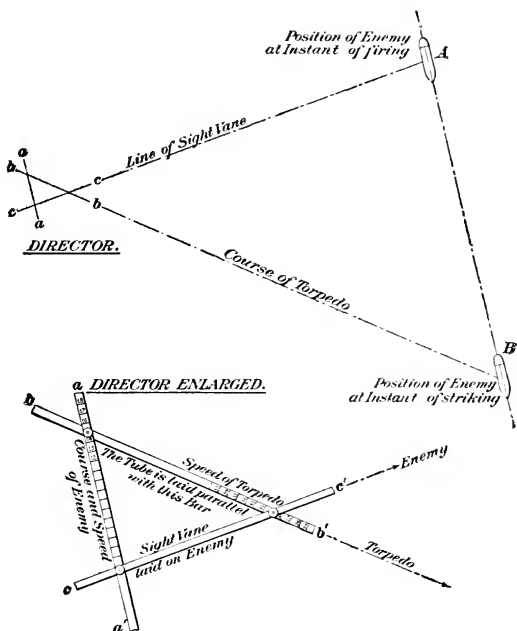 Position of Enemy
at Instant of firing
A
Line of Sight Vane
a
b
c
c
b
a
DIRECTOR.
Course of Torpedo
B
Position of Enemy
at Instant of striking
DIRECTOR ENLARGED.
a
b
Speed of Torpedo
The Tube is laid parallel
with this Bar
Course and Speed
of Enemy
c'
Enemy
Sight Vane
laid on Enemy
b'
Torpedo
c
a'